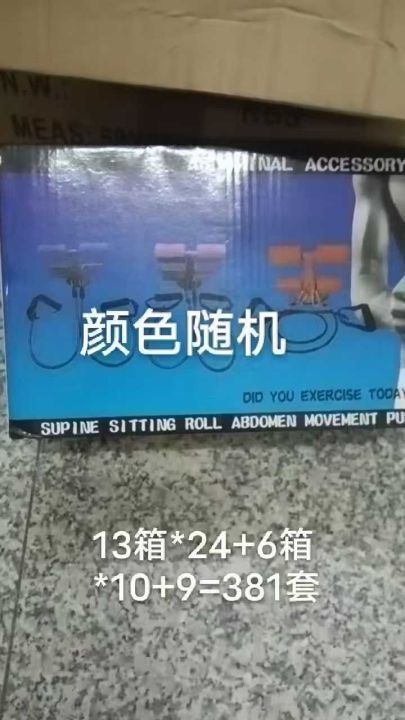 N.W.:
MEAS:
ACCESSORY
颜色随机
DID YOU EXERCISE TODAY
SUPINE SITTING ROLL ABDOMEN MOVEMENT PU
13箱*24+6箱
*10+9=381套